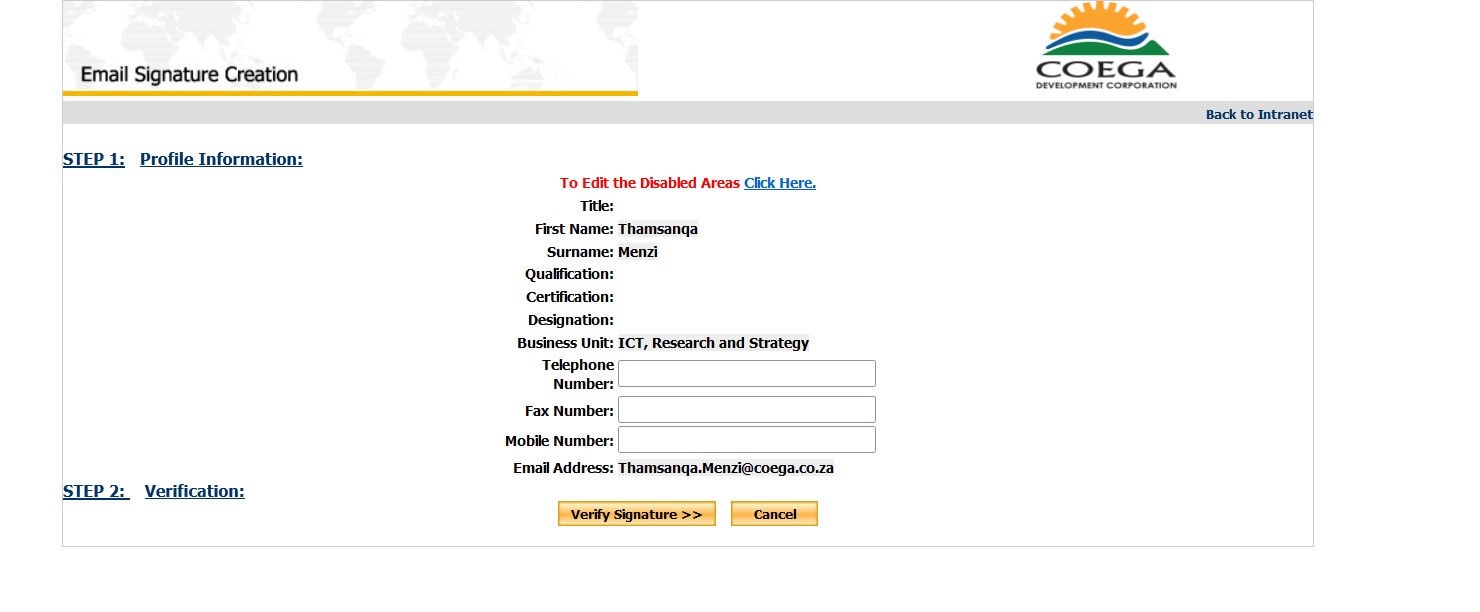 Email Signature Creation
COEGA
DEVELOPMENT CORPORATION
Back to Intranet
STEP 1: Profile Information:
To Edit the Disabled Areas Click Here.
Title:
First Name: Thamsanqa
Surname: Menzi
Qualification:
Certification:
Designation:
Business Unit: ICT, Research and Strategy
Telephone
Number:
Fax Number:
Mobile Number:
Email Address: Thamsanqa.Menzi@coega.co.za
STEP 2: Verification:
Verify Signature >> Cancel